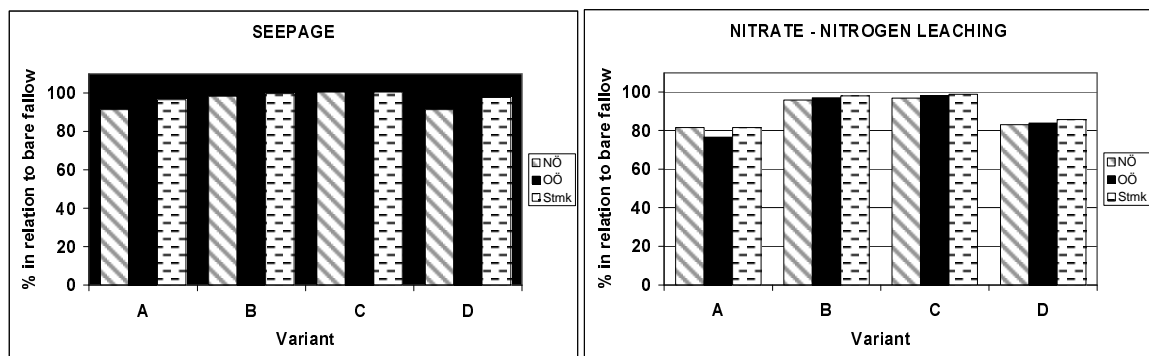 SEEPAGE
% in relation to bare fallow
100
80
60
40
20
0
A B C D
Variant
NÖ
OÖ
Stmk
NITRATE - NITROGEN LEACHING
% in relation to bare fallow
100
80
60
40
20
0
A B C D
Variant
NÖ
OÖ
Stmk